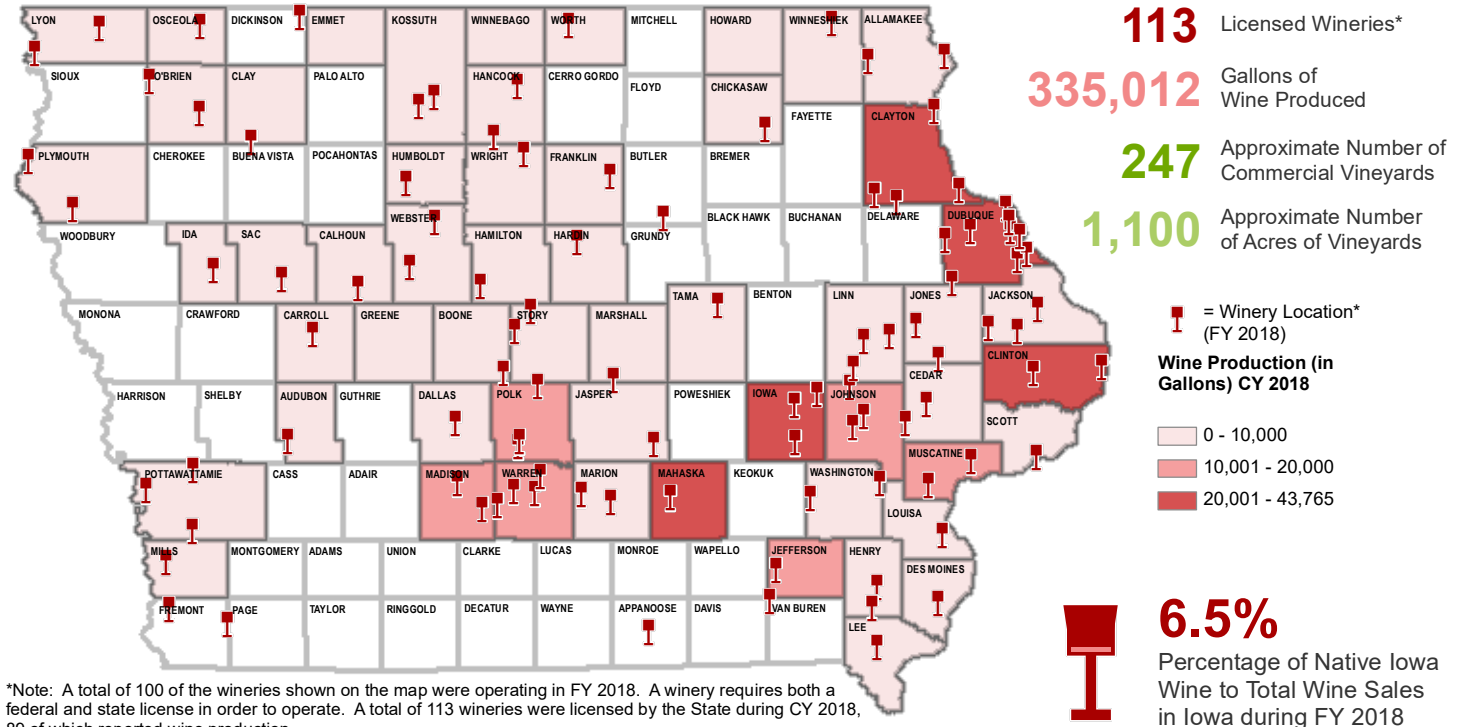 LYON
OSCEOLA
DICKINSON
EMMET
KOSSUTH
WINNEBAGO
WORTH
MITCHELL
HOWARD
WINNESHIEK
ALLAMAKEE
SIOUX
O'BRIEN
CLAY
PALO ALTO
HANCOCK
CERRO GORDO
FLOYD
CHICKASAW
FAYETTE
CLAYTON
PLYMOUTH
CHEROKEE
BUENA VISTA
POCAHONTAS
HUMBOLDT
WRIGHT
FRANKLIN
BUTLER
BREMER
WOODBURY
IDA
SAC
CALHOUN
WEBSTER
HAMILTON
HARDIN
GRUNDY
BLACK HAWK
BUCHANAN
DELAWARE
DUBUQUE
MONONA
CRAWFORD
CARROLL
GREENE
BOONE
STORY
MARSHALL
TAMA
BENTON
LINN
JONES
JACKSON
CLINTON
CEDAR
HARRISON
SHELBY
AUDUBON
GUTHRIE
DALLAS
POLK
JASPER
POWESHIEK
IOWA
JOHNSON
SCOTT
MUSCATINE
POTTAWATTAMIE
CASS
ADAIR
MADISON
WARREN
MARION
MAHASKA
KEOKUK
WASHINGTON
LOUISA
MILLS
MONTGOMERY
ADAMS
UNION
CLARKE
LUCAS
MONROE
WAPELLO
JEFFERSON
HENRY
DES MOINES
FREMONT
PAGE
TAYLOR
RINGGOLD
DECATUR
WAYNE
APPANOOSE
DAVIS
VAN BUREN
LEE
113 Licensed Wineries*
335,012 Gallons of
Wine Produced
247 Approximate Number of
Commercial Vineyards
1,100 Approximate Number
of Acres of Vineyards
= Winery Location*
(FY 2018)
Wine Production (in
Gallons) CY 2018
0 - 10,000
10,001 - 20,000
20,001 - 43,765
6.5%
Percentage of Native Iowa
Wine to Total Wine Sales
in Iowa during FY 2018
*Note: A total of 100 of the wineries shown on the map were operating in FY 2018. A winery requires both a
federal and state license in order to operate. A total of 113 wineries were licensed by the State during CY 2018,
of which reported wine production